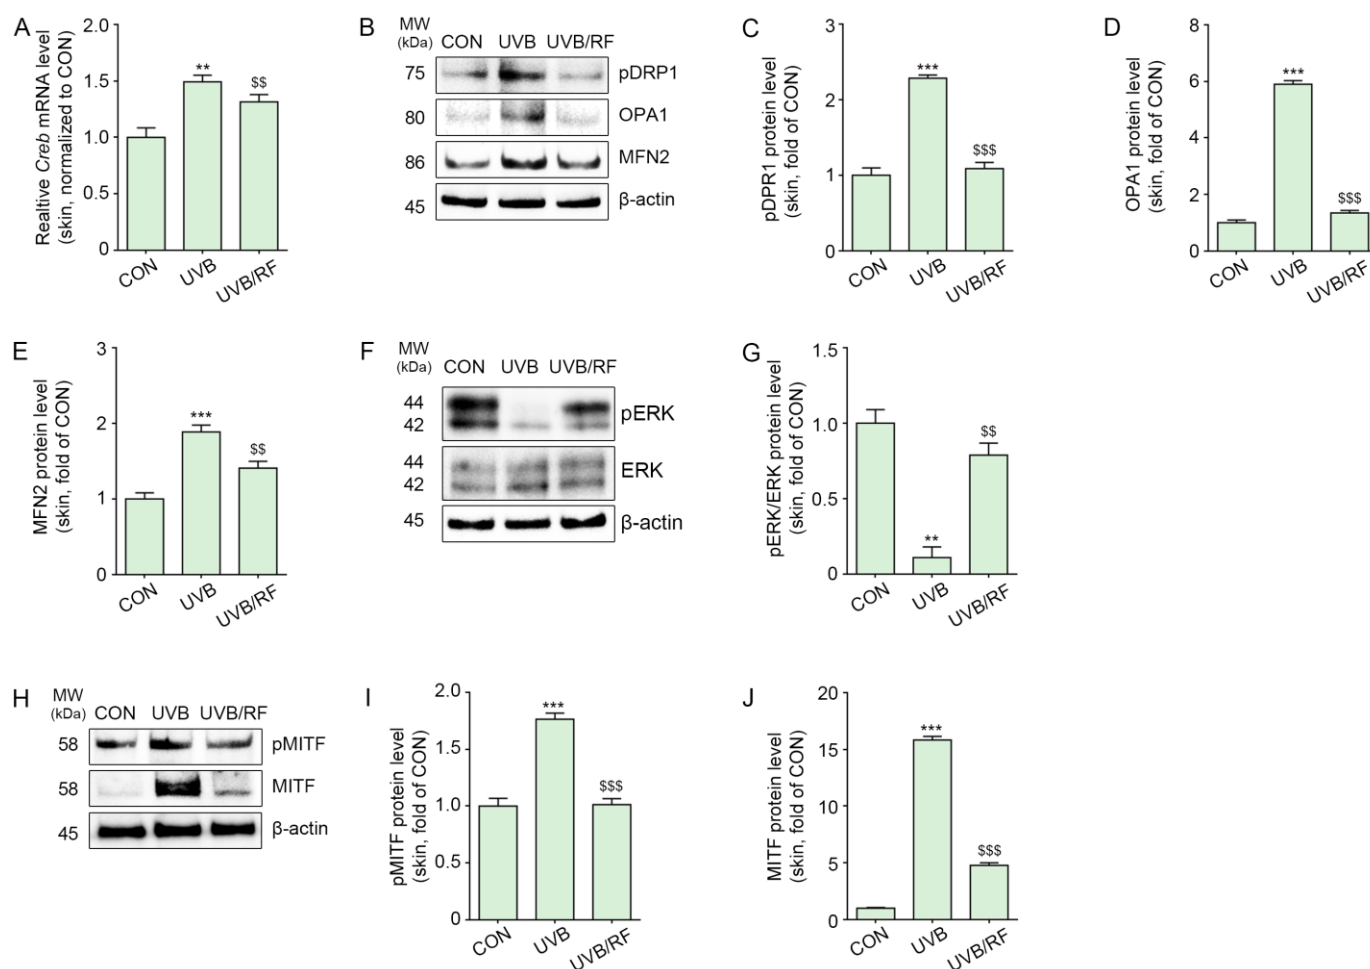 A
Realtive Creb mRNA level
(skin, normalized to CON)
2.0
1.5
1.0
0.5
0
**
$$
CON
UVB
UVB/RF
B
MW
(kDa)
CON UVB UVB/RF
75 pDRP1
80 OPA1
86 MFN2
45 β-actin
C
pDPR1 protein level
(skin, fold of CON)
3
2
1
0
***
$$$
CON
UVB
UVB/RF
D
OPA1 protein level
(skin, fold of CON)
8
6
4
2
0
***
$$$
CON
UVB
UVB/RF
E
MFN2 protein level
(skin, fold of CON)
3
2
1
0
***
$$
CON
UVB
UVB/RF
F
MW
(kDa)
CON UVB UVB/RF
44
42
pERK
44
42
ERK
45 β-actin
G
pERK/ERK protein level
(skin, fold of CON)
1.5
1.0
0.5
0
**
$$
CON
UVB
UVB/RF
H
MW
(kDa)
CON UVB UVB/RF
58 pMITF
58 MITF
45 β-actin
I
pMITF protein level
(skin, fold of CON)
2.0
1.5
1.0
0.5
0
***
$$$
CON
UVB
UVB/RF
J
MITF protein level
(skin, fold of CON)
20
15
10
5
0
***
$$$
CON
UVB
UVB/RF